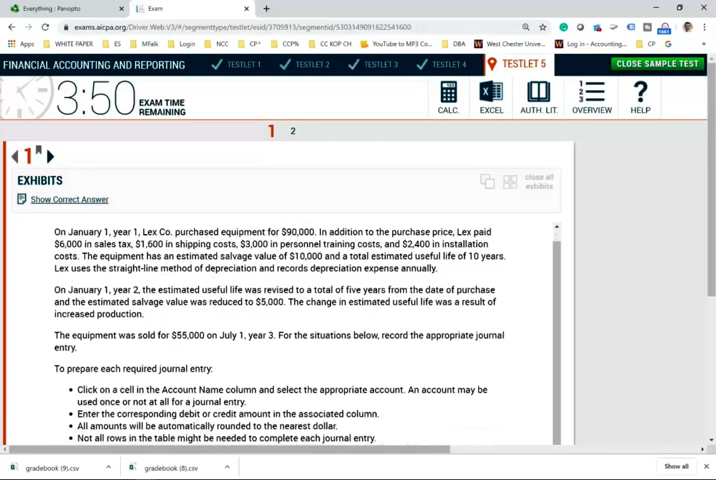 Everything - Panopto
Exam
exams.aicpa.org/Driver.Web.V3/#/segmenttype/testlet/esid/3705913/segmentid/5303149091622541600
Apps WHITE PAPER ES MFalk Login NCC CP^ CCP% CC KOP CH YouTube to MP3 Co... DBA West Chester Unive... Log in - Accounting... CP
FINANCIAL ACCOUNTING AND REPORTING TESTLET 1 TESTLET 2 TESTLET 3 TESTLET 4 TESTLET 5 CLOSE SAMPLE TEST
3:50 EXAM TIME REMAINING
CALC. EXCEL AUTH. LIT. OVERVIEW HELP
1 2
1
EXHIBITS
close all exhibits
Show Correct Answer
On January 1, year 1, Lex Co. purchased equipment for $90,000. In addition to the purchase price, Lex paid
$6,000 in sales tax, $1,600 in shipping costs, $3,000 in personnel training costs, and $2,400 in installation
costs. The equipment has an estimated salvage value of $10,000 and a total estimated useful life of 10 years.
Lex uses the straight-line method of depreciation and records depreciation expense annually.
On January 1, year 2, the estimated useful life was revised to a total of five years from the date of purchase
and the estimated salvage value was reduced to $5,000. The change in estimated useful life was a result of
increased production.
The equipment was sold for $55,000 on July 1, year 3. For the situations below, record the appropriate journal
entry.
To prepare each required journal entry:
• Click on a cell in the Account Name column and select the appropriate account. An account may be
used once or not at all for a journal entry.
• Enter the corresponding debit or credit amount in the associated column.
• All amounts will be automatically rounded to the nearest dollar.
• Not all rows in the table might be needed to complete each journal entry.
gradebook (9).csv
gradebook (8).csv
Show all